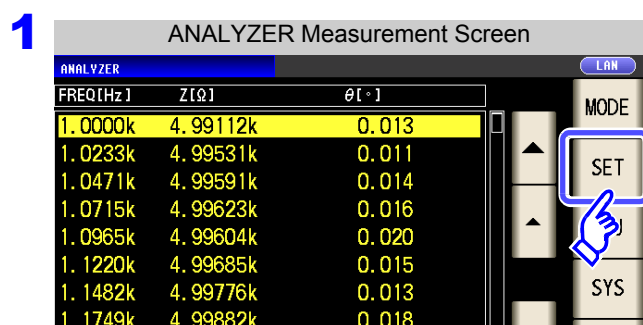 1
ANALYZER Measurement Screen
ANALYZER LAN
FREQ[Hz] Z[Ω] θ[°]
MODE
1.0000k 4.99112k 0.013
1.0233k 4.99531k 0.011
SET
1.0471k 4.99591k 0.014
1.0715k 4.99623k 0.016
1.0965k 4.99604k 0.020
1.1220k 4.99685k 0.015
1.1482k 4.99776k 0.013
SYS
1.1749k 4.99882k 0.018